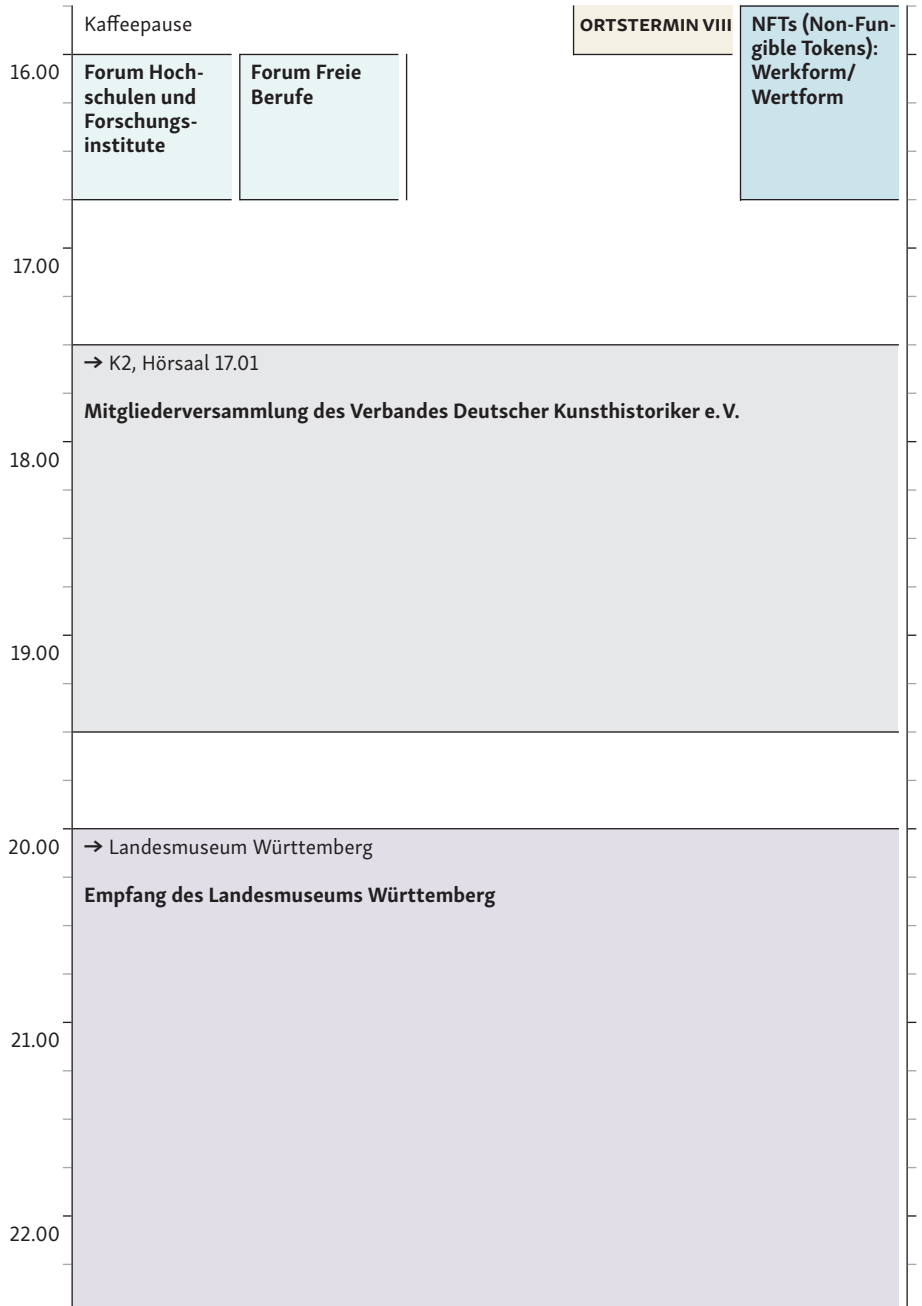 Kaffeepause
ORTSTERMIN VIII
NFTs (Non-Fun-
gible Tokens):
Werkform/
Wertform
16.00
Forum Hoch-
schulen und
Forschungs-
institute
Forum Freie
Berufe
17.00
→ K2, Hörsaal 17.01
Mitgliederversammlung des Verbandes Deutscher Kunsthistoriker e. V.
18.00
19.00
20.00
→ Landesmuseum Württemberg
Empfang des Landesmuseums Württemberg
21.00
22.00